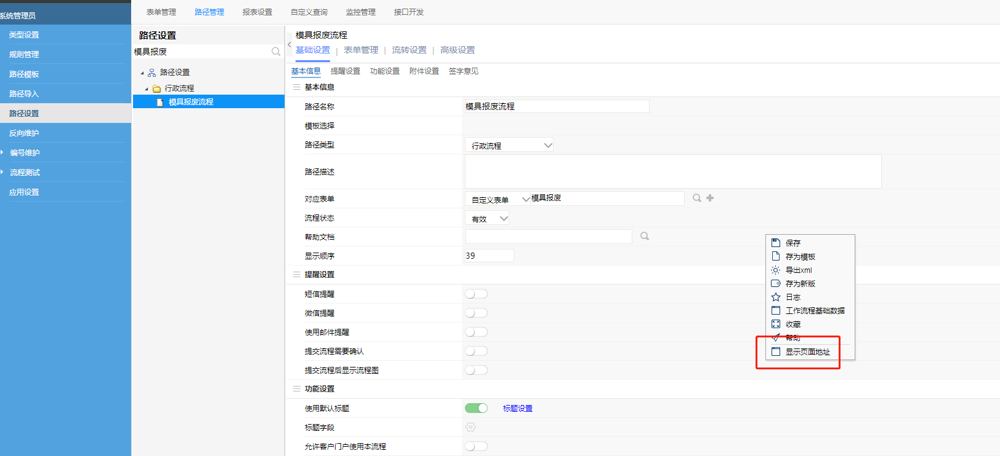 系统管理员
类型设置
规则管理
路径模板
路径导入
路径设置
反向维护
编号维护
流程测试
应用设置
表单管理 路径管理 报表设置 自定义查询 监控管理 接口开发
路径设置
模具报废
路径设置
行政流程
模具报废流程
模具报废流程
基础设置 | 表单管理 | 流转设置 | 高级设置
基本信息 提醒设置 功能设置 附件设置 签字意见
基本信息
路径名称 模具报废流程
模板选择
路径类型 行政流程
路径描述
对应表单 自定义表单 模具报废
流程状态 有效
帮助文档
显示顺序 39
提醒设置
短信提醒
微信提醒
使用邮件提醒
提交流程需要确认
提交流程后显示流程图
功能设置
使用默认标题 标题设置
标题字段
允许客户门户使用本流程
保存
存为模板
导出xml
存为新版
日志
工作流程基础数据
收藏
帮助
显示页面地址